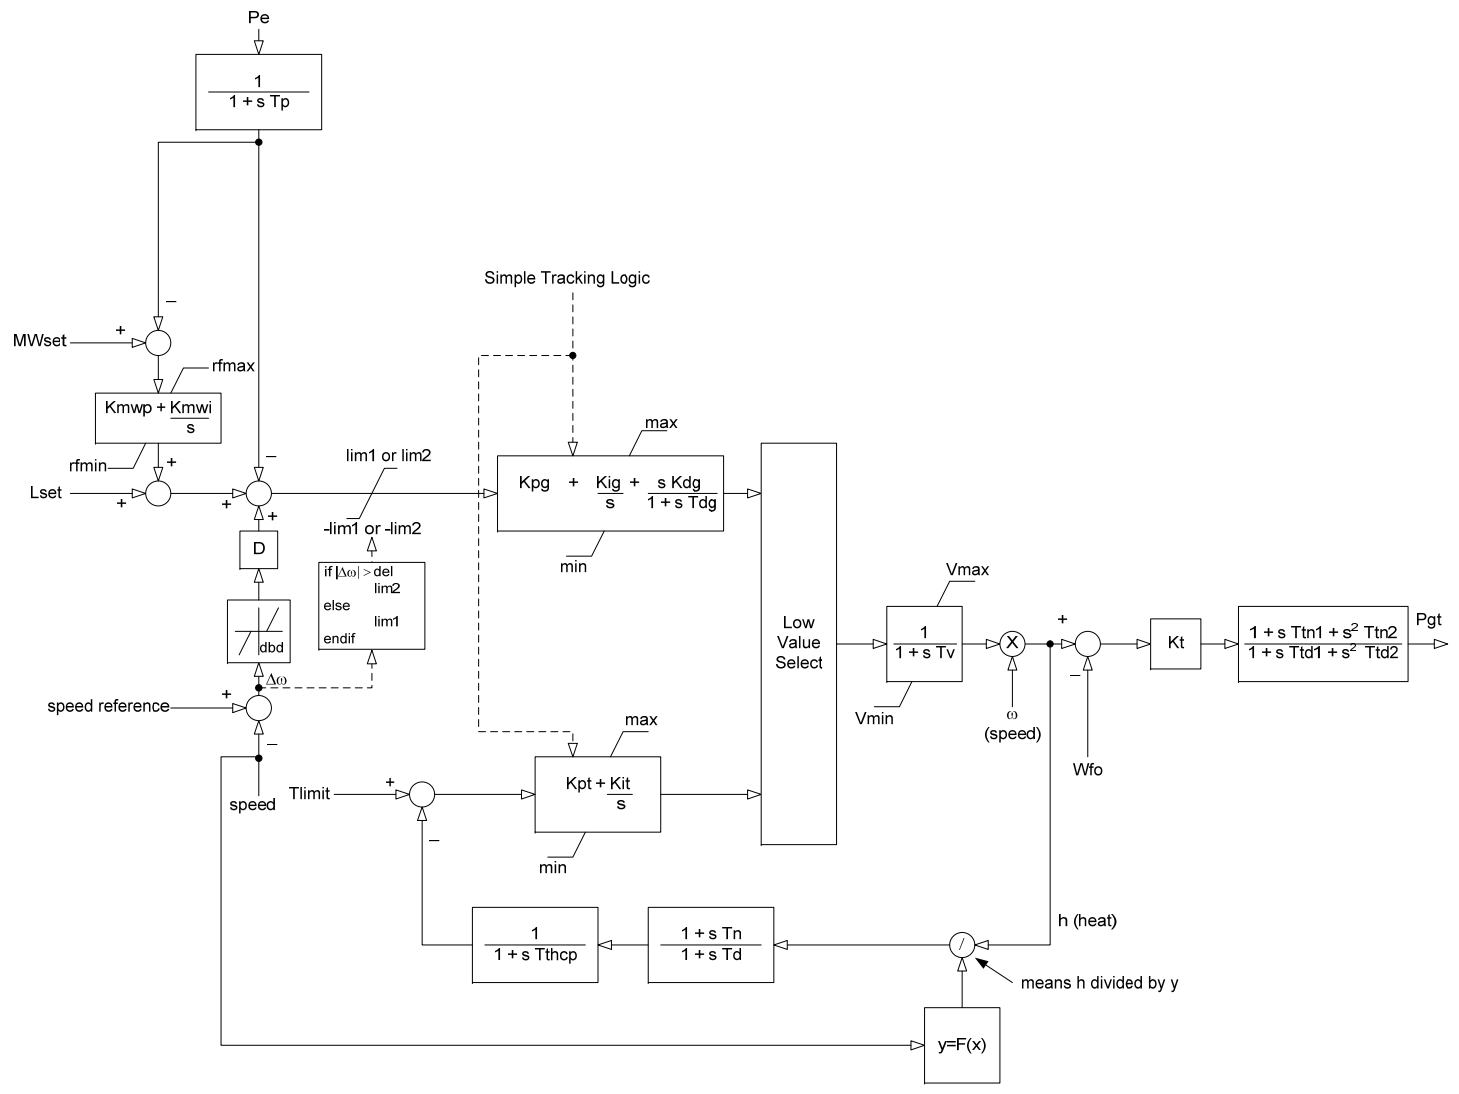 Pe
1
1 + s Tp
Simple Tracking Logic
–
+
MWset
rfmax
Kmwp + Kmwi
s
rfmin
+
–
Lset
+
+
+
lim1 or lim2
-lim1 or -lim2
max
Kpg + Kig + s Kdg
s 1 + s Tdg
min
D
if |Δω| > del
lim2
else
lim1
endif
dbd
Δω
speed reference
+
–
speed
Low
Value
Select
Vmax
1
1 + s Tv
Vmin
X
ω
(speed)
+
–
Wfo
Kt
1 + s Ttn1 + s² Ttn2
1 + s Ttd1 + s² Ttd2
Pgt
Tlimit
+
–
max
Kpt + Kit
s
min
1
1 + s Tthcp
1 + s Tn
1 + s Td
/
h (heat)
means h divided by y
y=F(x)